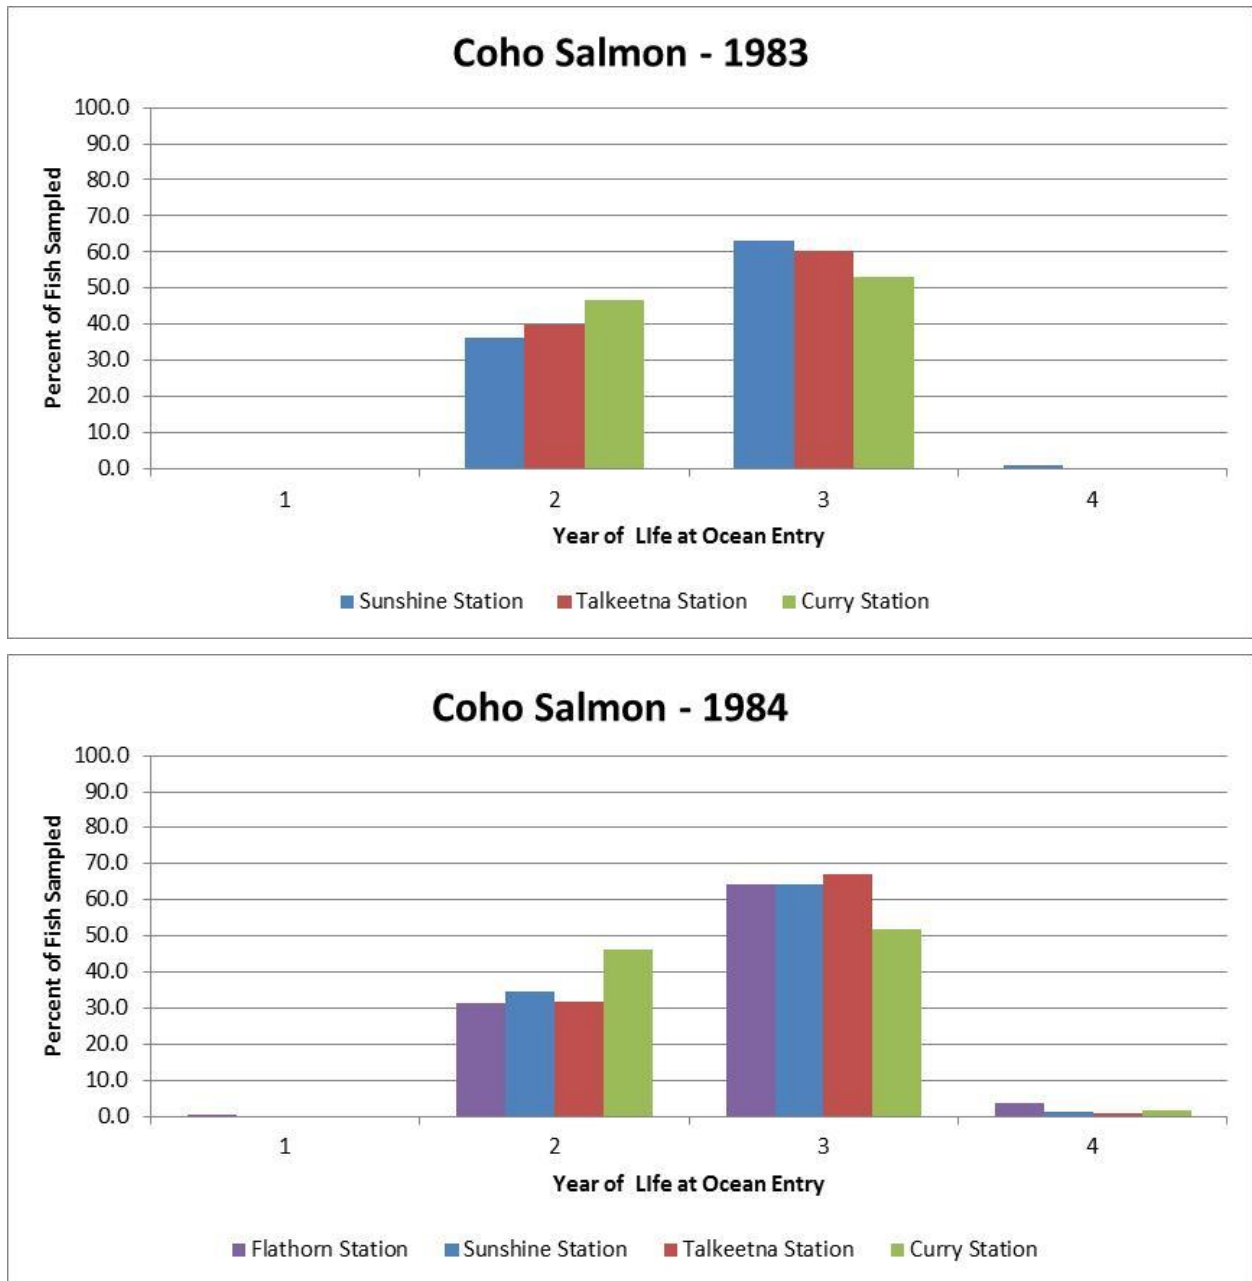 Coho Salmon - 1983
Percent of Fish Sampled
100.0
90.0
80.0
70.0
60.0
50.0
40.0
30.0
20.0
10.0
0.0
1 2 3 4
Year of LIfe at Ocean Entry
Sunshine Station Talkeetna Station Curry Station
Coho Salmon - 1984
Percent of Fish Sampled
100.0
90.0
80.0
70.0
60.0
50.0
40.0
30.0
20.0
10.0
0.0
1 2 3 4
Year of LIfe at Ocean Entry
Flathorn Station Sunshine Station Talkeetna Station Curry Station